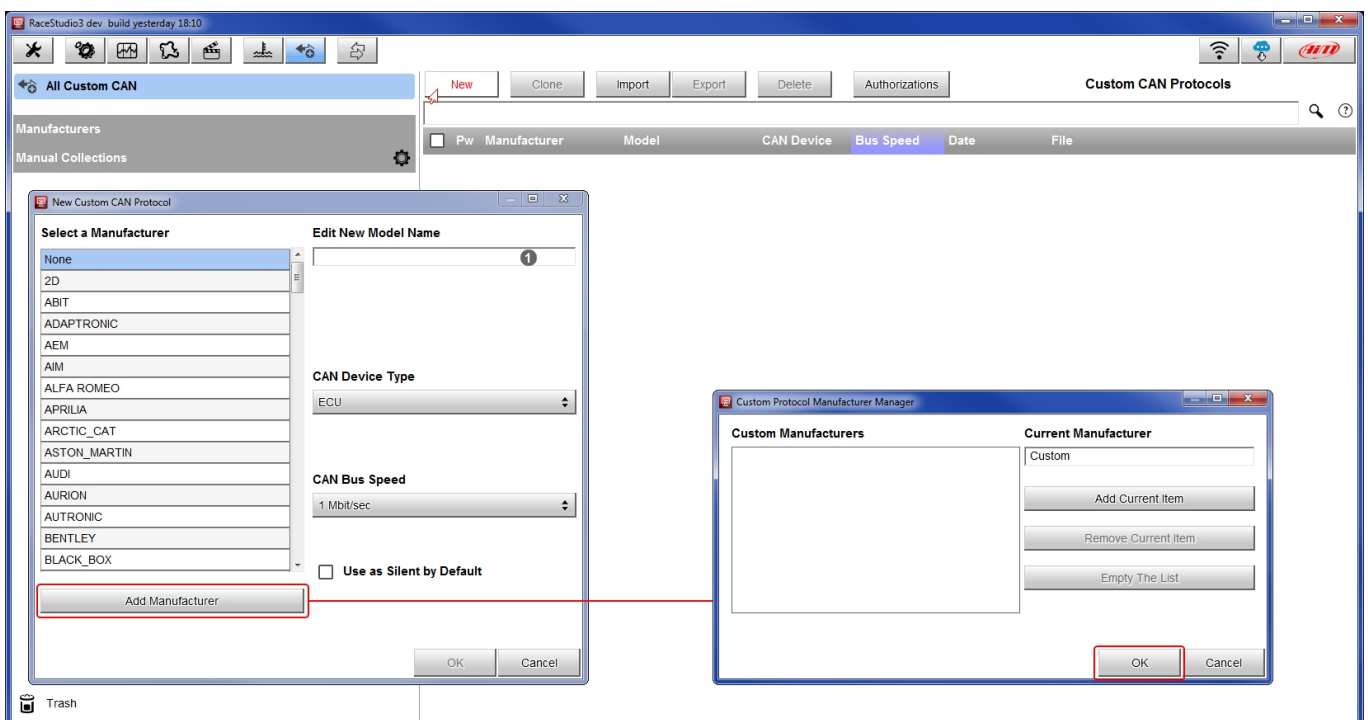 RaceStudio3 dev build yesterday 18:10
AiM
All Custom CAN
New Clone Import Export Delete Authorizations Custom CAN Protocols
Manufacturers
Pw Manufacturer Model CAN Device Bus Speed Date File
Manual Collections
New Custom CAN Protocol
Select a Manufacturer
None
2D
ABIT
ADAPTRONIC
AEM
AIM
ALFA ROMEO
APRILIA
ARCTIC_CAT
ASTON_MARTIN
AUDI
AURION
AUTRONIC
BENTLEY
BLACK_BOX
Add Manufacturer
Edit New Model Name
1
CAN Device Type
ECU
CAN Bus Speed
1 Mbit/sec
Use as Silent by Default
OK Cancel
Custom Protocol Manufacturer Manager
Custom Manufacturers
Current Manufacturer
Custom
Add Current Item
Remove Current Item
Empty The List
OK Cancel
Trash